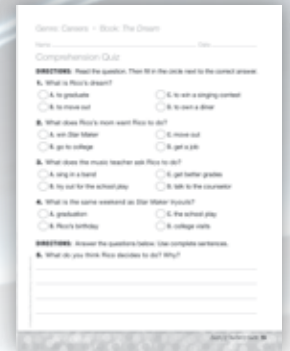 Genre: Careers • Book: The Dream
Name Date
Comprehension Quiz
DIRECTIONS: Read the question. Then fill in the circle next to the correct answer.
1. What is Rico's dream?
A. to graduate C. to win a singing contest
B. to move out D. to own a diner
2. What does Rico's mom want Rico to do?
A. win Star Maker C. move out
B. go to college D. get a job
3. What does the music teacher ask Rico to do?
A. sing in a band C. get better grades
B. try out for the school play D. talk to the counselor
4. What is the same weekend as Star Maker tryouts?
A. graduation C. the school play
B. Rico's birthday D. college visits
DIRECTIONS: Answer the questions below. Use complete sentences.
5. What do you think Rico decides to do? Why?